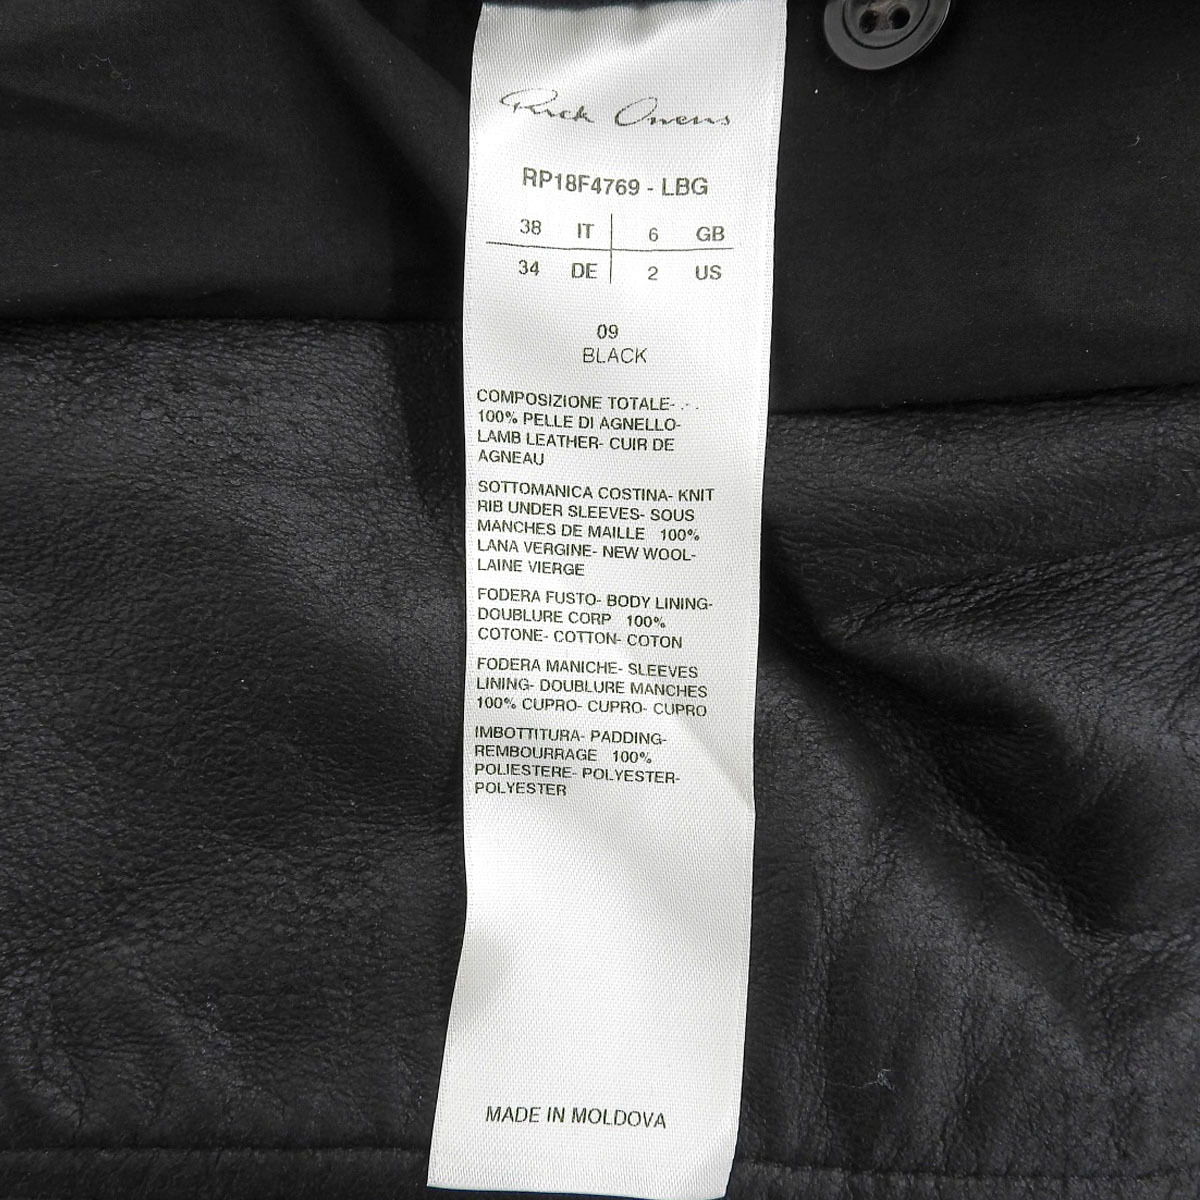 Rick Owens
RP18F4769 - LBG
38 IT 6 GB
34 DE 2 US
09
BLACK
COMPOSIZIONE TOTALE- - .
100% PELLE DI AGNELLO-
LAMB LEATHER- CUIR DE
AGNEAU
SOTTOMANICA COSTINA- KNIT
RIB UNDER SLEEVES- SOUS
MANCHES DE MAILLE 100%
LANA VERGINE- NEW WOOL-
LAINE VIERGE
FODERA FUSTO- BODY LINING-
DOUBLURE CORP 100%
COTONE- COTTON- COTON
FODERA MANICHE- SLEEVES
LINING- DOUBLURE MANCHES
100% CUPRO- CUPRO- CUPRO
IMBOTTITURA- PADDING-
REMBOURRAGE 100%
POLIESTERE- POLYESTER-
POLYESTER
MADE IN MOLDOVA